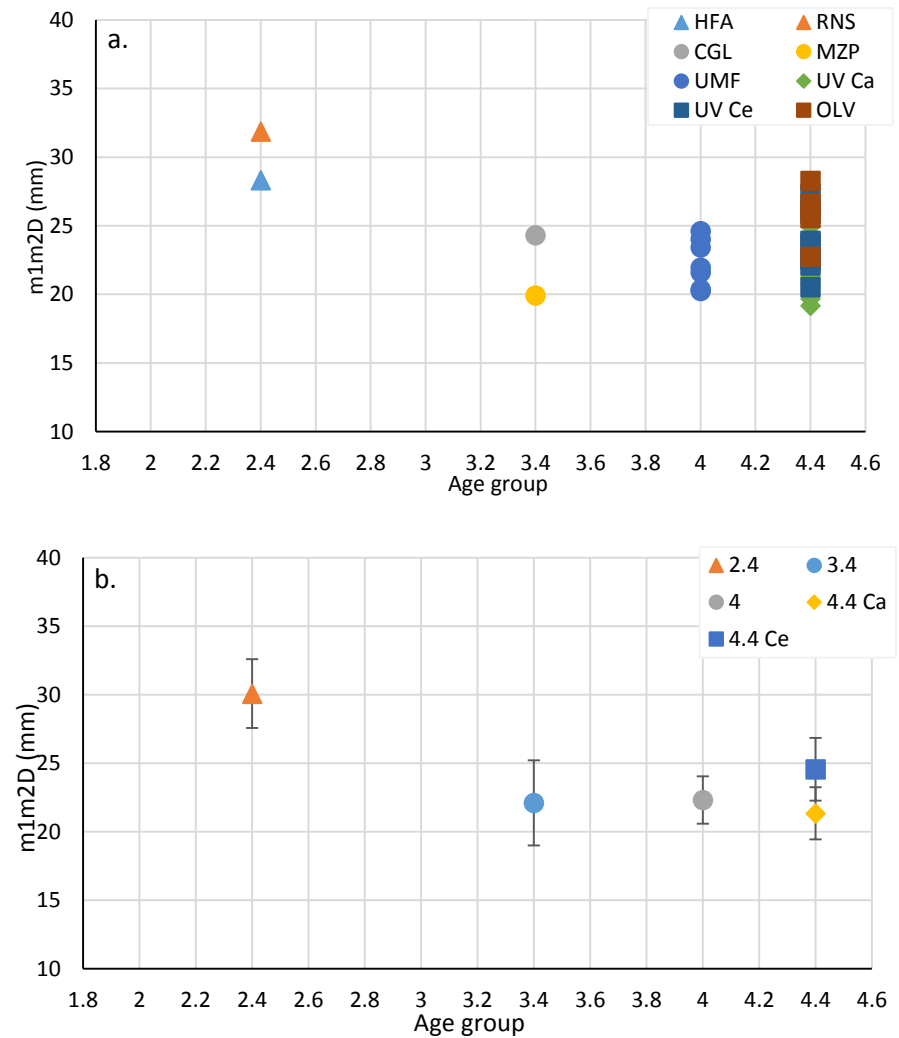 a.
HFA RNS
CGL MZP
UMF UV Ca
UV Ce OLV
40
35
30
25
20
15
10
m1m2D (mm)
1.8 2 2.2 2.4 2.6 2.8 3 3.2 3.4 3.6 3.8 4 4.2 4.4 4.6
Age group
b.
2.4 3.4
4 4.4 Ca
4.4 Ce
40
35
30
25
20
15
10
m1m2D (mm)
1.8 2 2.2 2.4 2.6 2.8 3 3.2 3.4 3.6 3.8 4 4.2 4.4 4.6
Age group